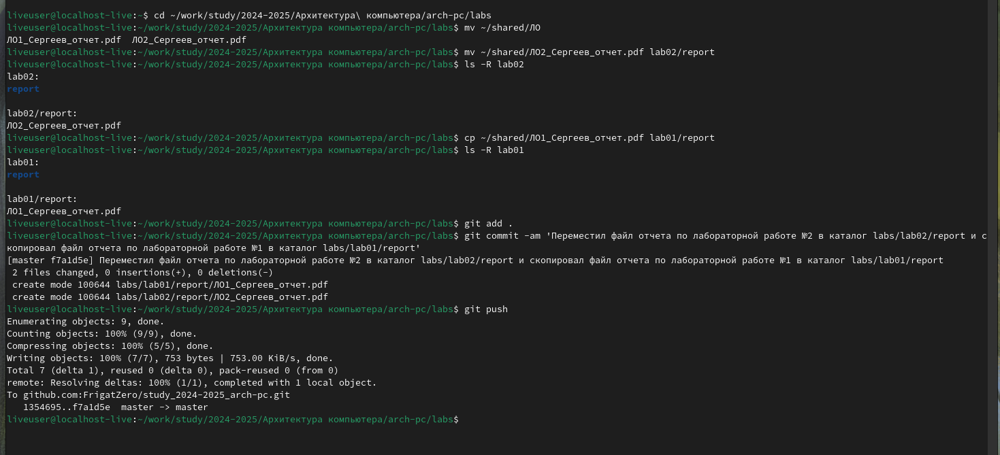 liveuser@localhost-live:~$ cd ~/work/study/2024-2025/Архитектура\ компьютера/arch-pc/labs
liveuser@localhost-live:~/work/study/2024-2025/Архитектура компьютера/arch-pc/labs$ mv ~/shared/ЛО
ЛО1_Сергеев_отчет.pdf  ЛО2_Сергеев_отчет.pdf
liveuser@localhost-live:~/work/study/2024-2025/Архитектура компьютера/arch-pc/labs$ mv ~/shared/ЛО2_Сергеев_отчет.pdf lab02/report
liveuser@localhost-live:~/work/study/2024-2025/Архитектура компьютера/arch-pc/labs$ ls -R lab02
lab02:
report

lab02/report:
ЛО2_Сергеев_отчет.pdf
liveuser@localhost-live:~/work/study/2024-2025/Архитектура компьютера/arch-pc/labs$ cp ~/shared/ЛО1_Сергеев_отчет.pdf lab01/report
liveuser@localhost-live:~/work/study/2024-2025/Архитектура компьютера/arch-pc/labs$ ls -R lab01
lab01:
report

lab01/report:
ЛО1_Сергеев_отчет.pdf
liveuser@localhost-live:~/work/study/2024-2025/Архитектура компьютера/arch-pc/labs$ git add .
liveuser@localhost-live:~/work/study/2024-2025/Архитектура компьютера/arch-pc/labs$ git commit -am 'Переместил файл отчета по лабораторной работе №2 в каталог labs/lab02/report и с
копировал файл отчета по лабораторной работе №1 в каталог labs/lab01/report'
[master f7a1d5e] Переместил файл отчета по лабораторной работе №2 в каталог labs/lab02/report и скопировал файл отчета по лабораторной работе №1 в каталог labs/lab01/report
 2 files changed, 0 insertions(+), 0 deletions(-)
 create mode 100644 labs/lab01/report/ЛО1_Сергеев_отчет.pdf
 create mode 100644 labs/lab02/report/ЛО2_Сергеев_отчет.pdf
liveuser@localhost-live:~/work/study/2024-2025/Архитектура компьютера/arch-pc/labs$ git push
Enumerating objects: 9, done.
Counting objects: 100% (9/9), done.
Compressing objects: 100% (5/5), done.
Writing objects: 100% (7/7), 753 bytes | 753.00 KiB/s, done.
Total 7 (delta 1), reused 0 (delta 0), pack-reused 0 (from 0)
remote: Resolving deltas: 100% (1/1), completed with 1 local object.
To github.com:FrigatZero/study_2024-2025_arch-pc.git
   1354695..f7a1d5e  master -> master
liveuser@localhost-live:~/work/study/2024-2025/Архитектура компьютера/arch-pc/labs$